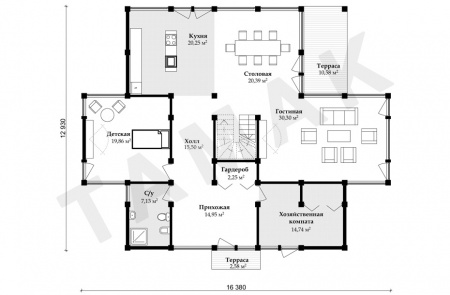 Кухня
20.25 м²
Столовая
20.39 м²
Терраса
10.58 м²
Детская
19.86 м²
Холл
15.50 м²
Гостиная
30.30 м²
Гардероб
2.25 м²
С/у
7.13 м²
Прихожая
14.95 м²
Хозяйственная
комната
14.74 м²
Терраса
2.58 м²
12 930
16 380
ТАМАК